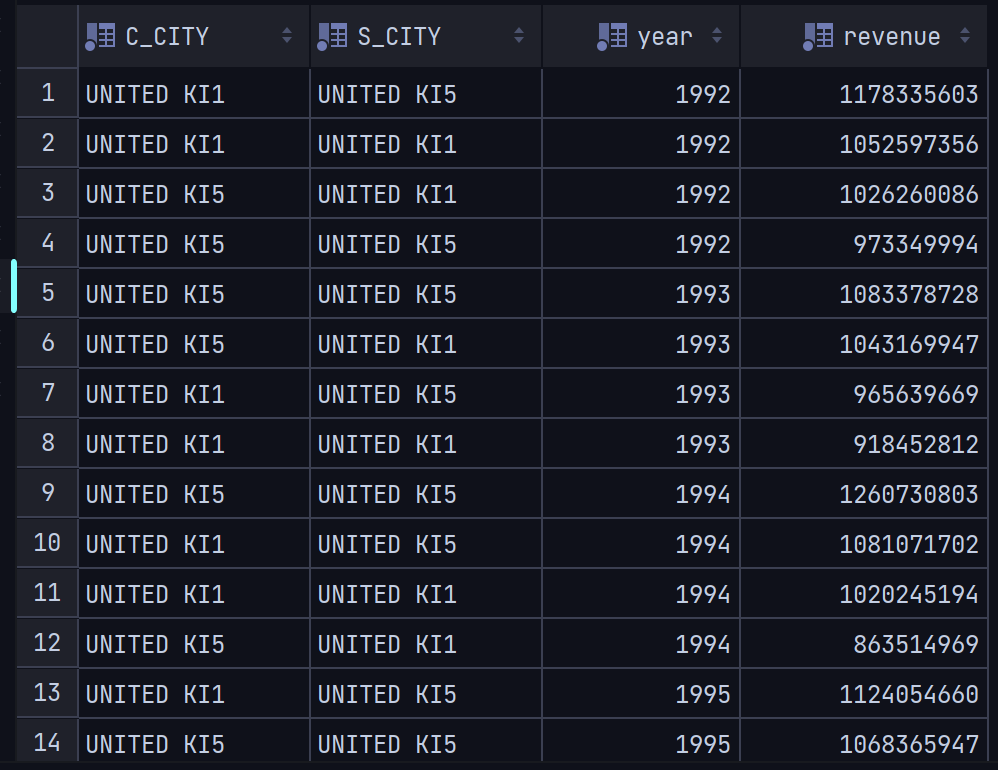 C_CITY S_CITY year revenue
1 UNITED KI1 UNITED KI5 1992 1178335603
2 UNITED KI1 UNITED KI1 1992 1052597356
3 UNITED KI5 UNITED KI1 1992 1026260086
4 UNITED KI5 UNITED KI5 1992 973349994
5 UNITED KI5 UNITED KI5 1993 1083378728
6 UNITED KI5 UNITED KI1 1993 1043169947
7 UNITED KI1 UNITED KI5 1993 965639669
8 UNITED KI1 UNITED KI1 1993 918452812
9 UNITED KI5 UNITED KI5 1994 1260730803
10 UNITED KI1 UNITED KI5 1994 1081071702
11 UNITED KI1 UNITED KI1 1994 1020245194
12 UNITED KI5 UNITED KI1 1994 863514969
13 UNITED KI1 UNITED KI5 1995 1124054660
14 UNITED KI5 UNITED KI5 1995 1068365947